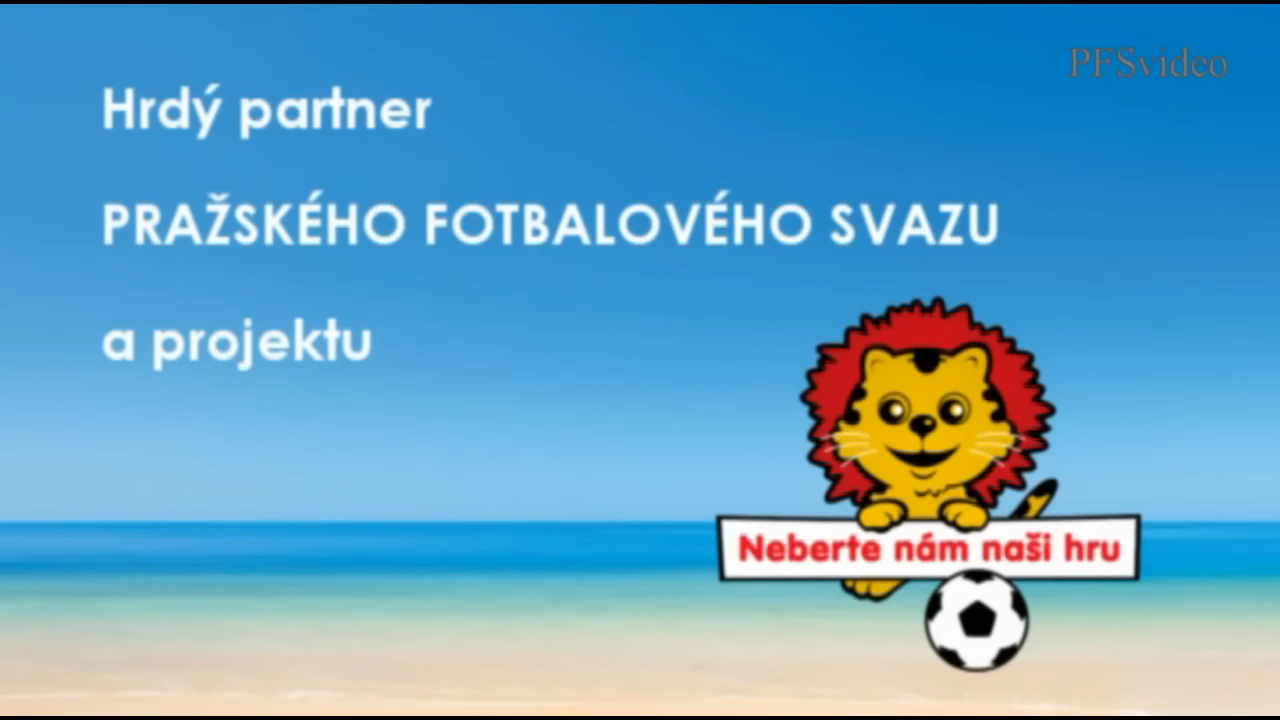 PFSvideo
Hrdý partner
PRAŽSKÉHO FOTBALOVÉHO SVAZU
a projektu
Neberte nám naši hru